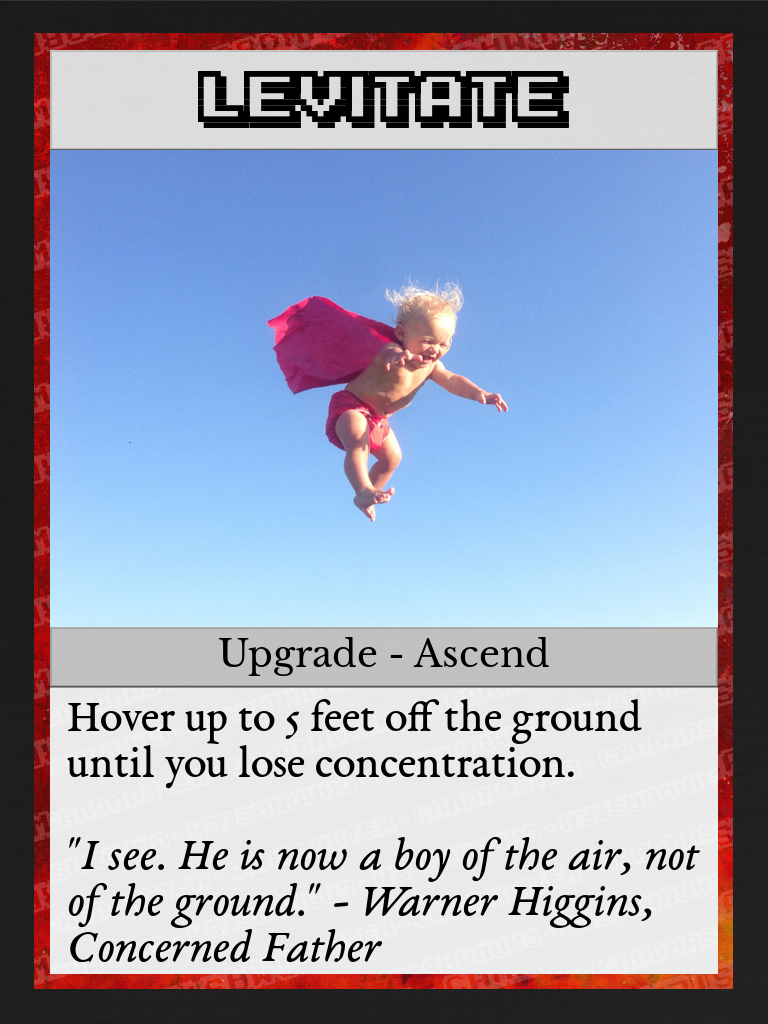 LEVITATE
Upgrade - Ascend
Hover up to 5 feet off the ground
until you lose concentration.
"I see. He is now a boy of the air, not
of the ground." - Warner Higgins,
Concerned Father